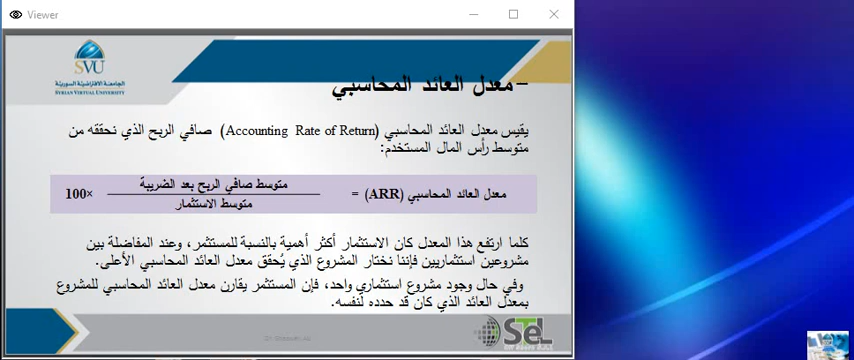 Viewer
SVU
الجامعة الافتراضية السورية
SYRIAN VIRTUAL UNIVERSITY
- معدل العائد المحاسبي
يقيس معدل العائد المحاسبي (Accounting Rate of Return) صافي الربح الذي نحققه من
متوسط رأس المال المستخدم:
معدل العائد المحاسبي (ARR) = متوسط صافي الربح بعد الضريبة ×100
متوسط الاستثمار
كلما ارتفع هذا المعدل كان الاستثمار أكثر أهمية بالنسبة للمستثمر، وعند المفاضلة بين
مشروعين استثماريين فإننا نختار المشروع الذي يُحقق معدل العائد المحاسبي الأعلى.
وفي حال وجود مشروع استثماري واحد، فإن المستثمر يقارن معدل العائد المحاسبي للمشروع
بمعدل العائد الذي كان قد حدده لنفسه.
SteL